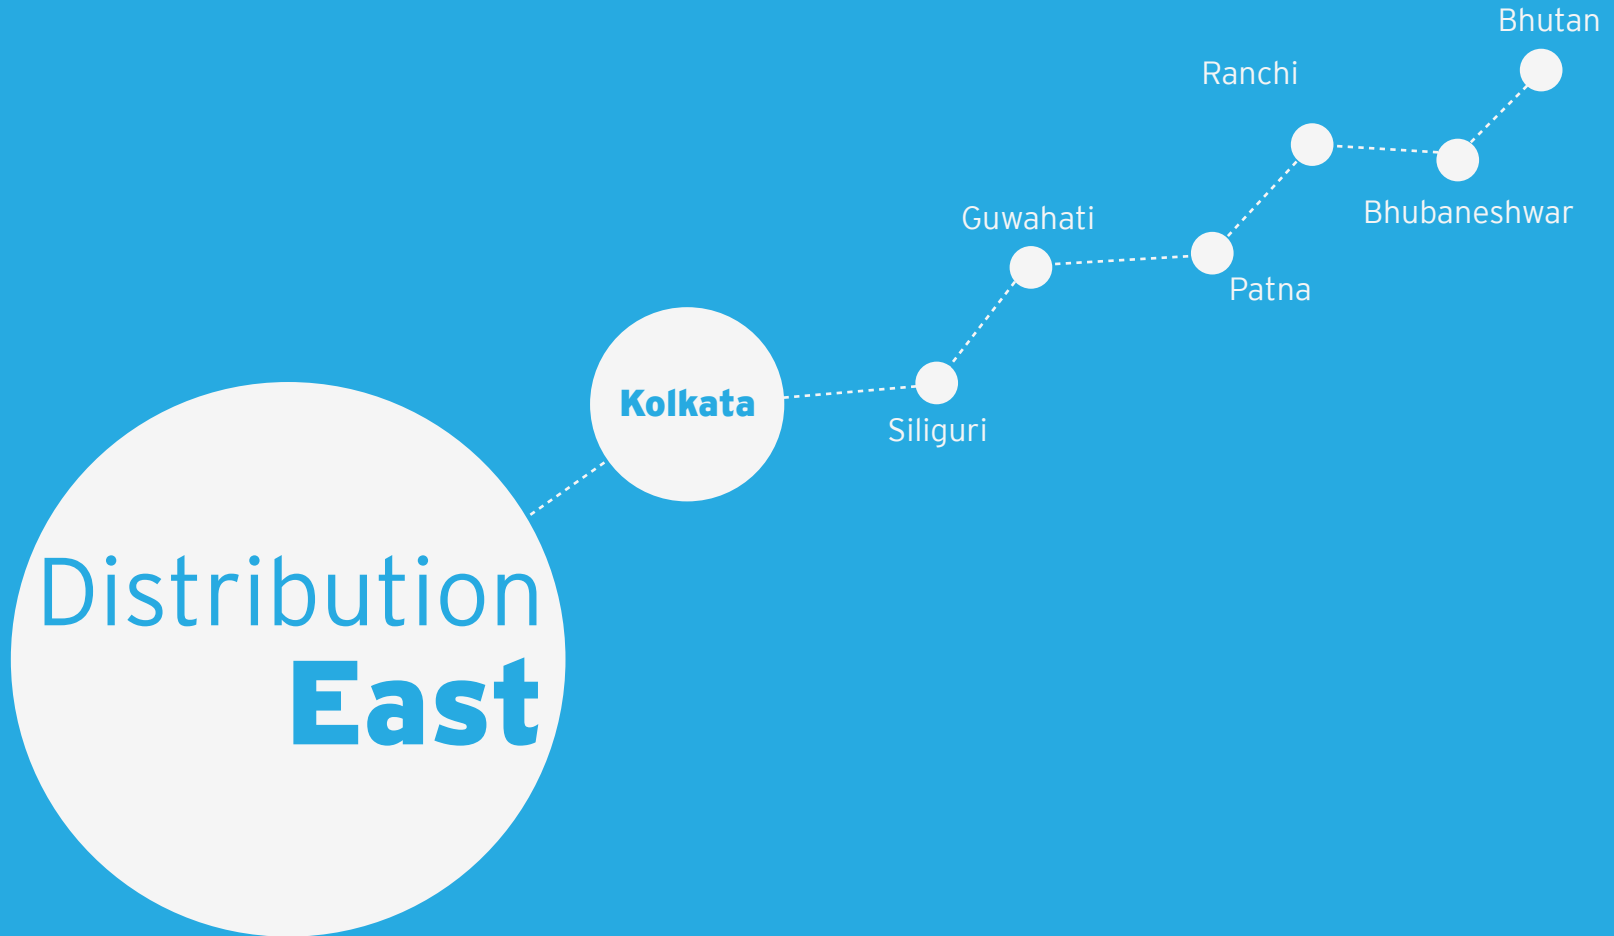 Bhutan
Ranchi
Bhubaneshwar
Guwahati
Patna
Kolkata
Siliguri
Distribution
East